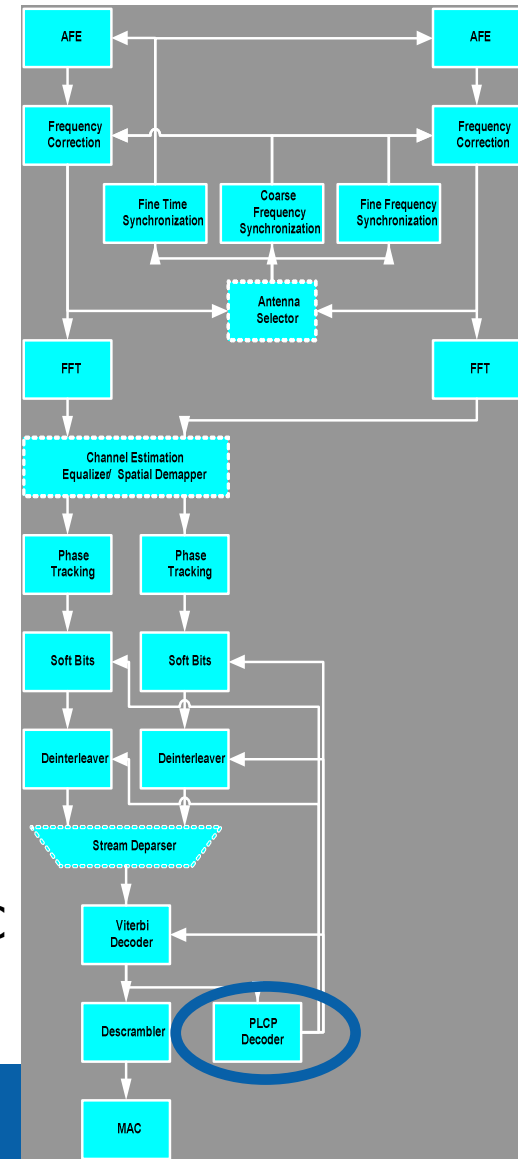 AFE
AFE
Frequency
Correction
Frequency
Correction
Fine Time
Synchronization
Coarse
Frequency
Synchronization
Fine Frequency
Synchronization
Antenna
Selector
FFT
FFT
Channel Estimation
Equalizer/ Spatial Demapper
Phase
Tracking
Phase
Tracking
Soft Bits
Soft Bits
Deinterleaver
Deinterleaver
Stream Deparser
Viterbi
Decoder
Descrambler
PLCP
Decoder
MAC